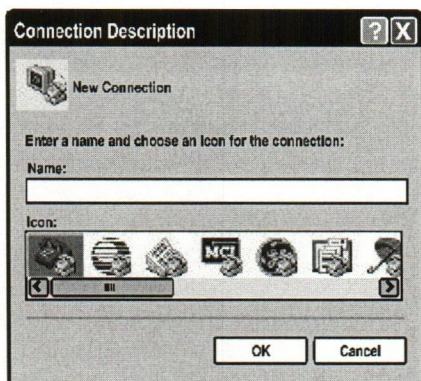 Connection Description
New Connection
Enter a name and choose an icon for the connection:
Name:
Icon:
MCI
OK
Cancel